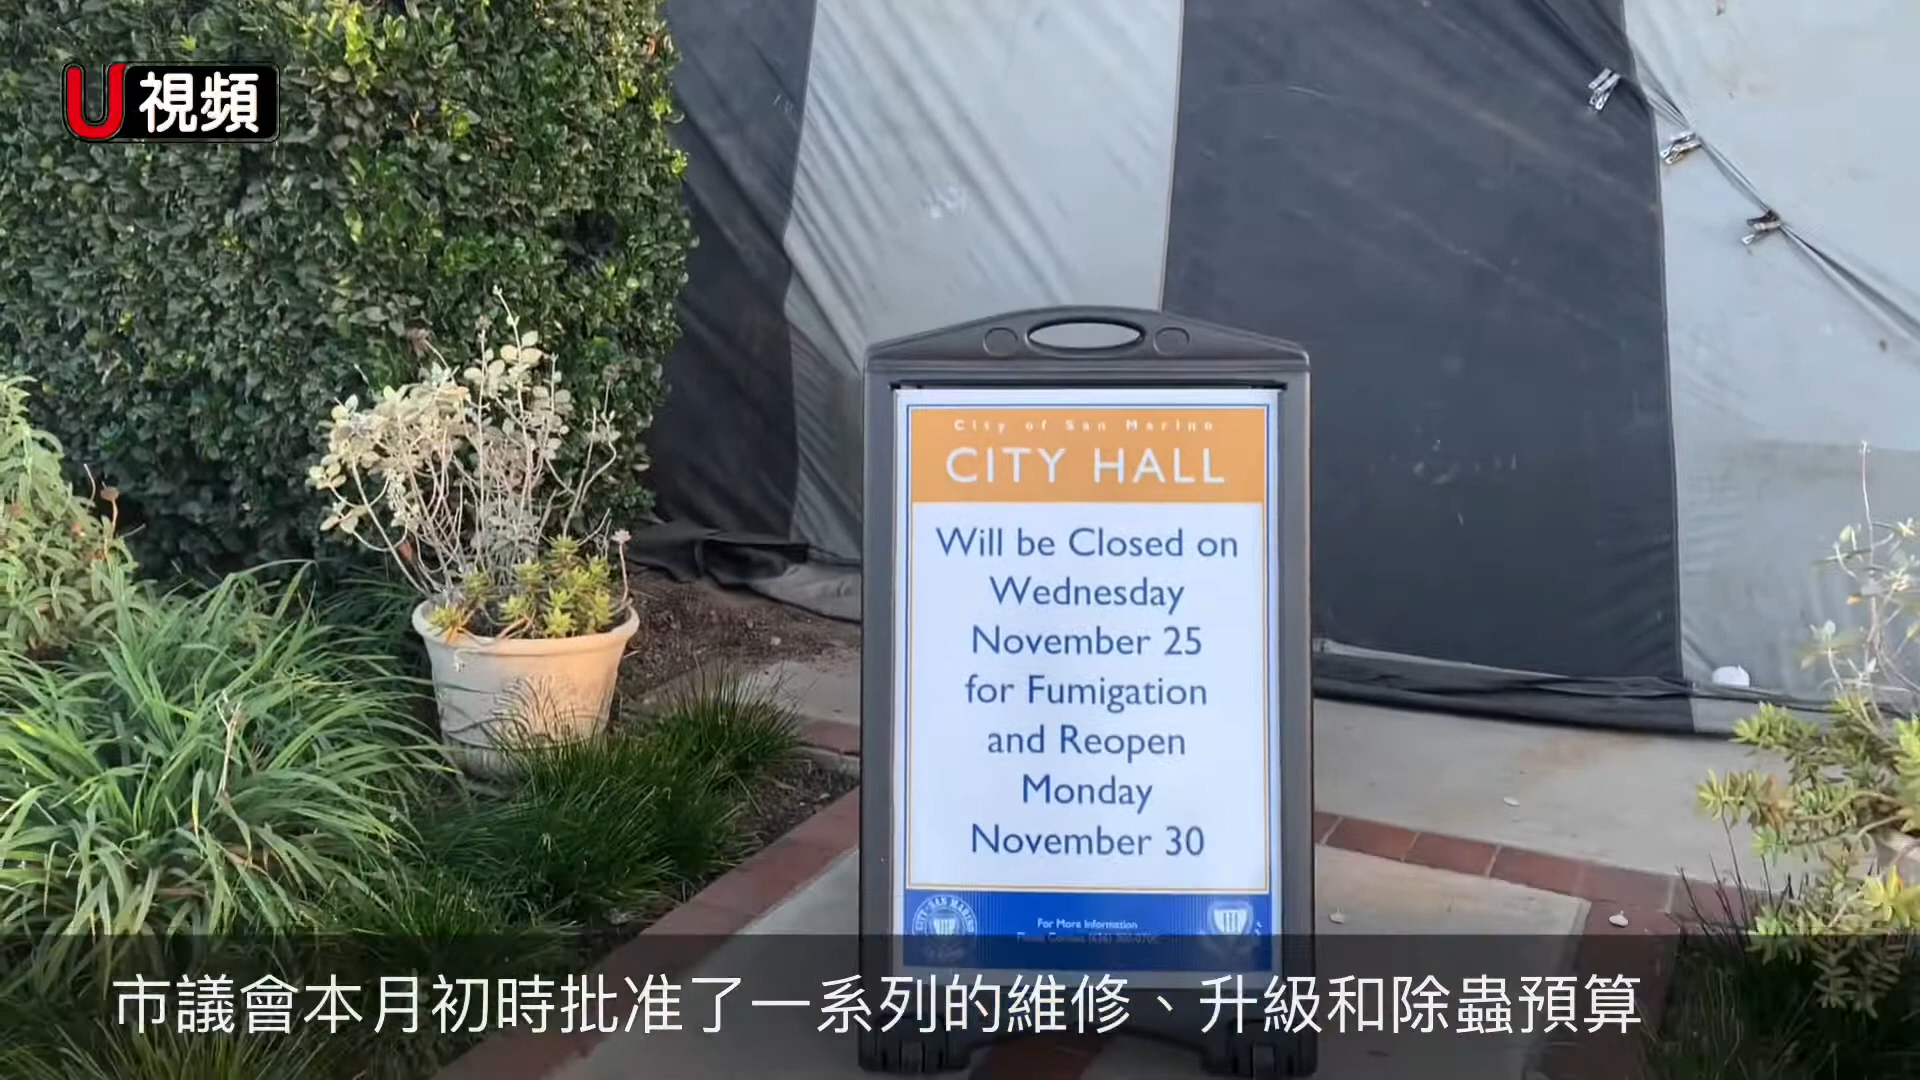 U 視頻
City of San Marino
CITY HALL
Will be Closed on
Wednesday
November 25
for Fumigation
and Reopen
Monday
November 30
For More Information
市議會本月初時批准了一系列的維修、升級和除蟲預算